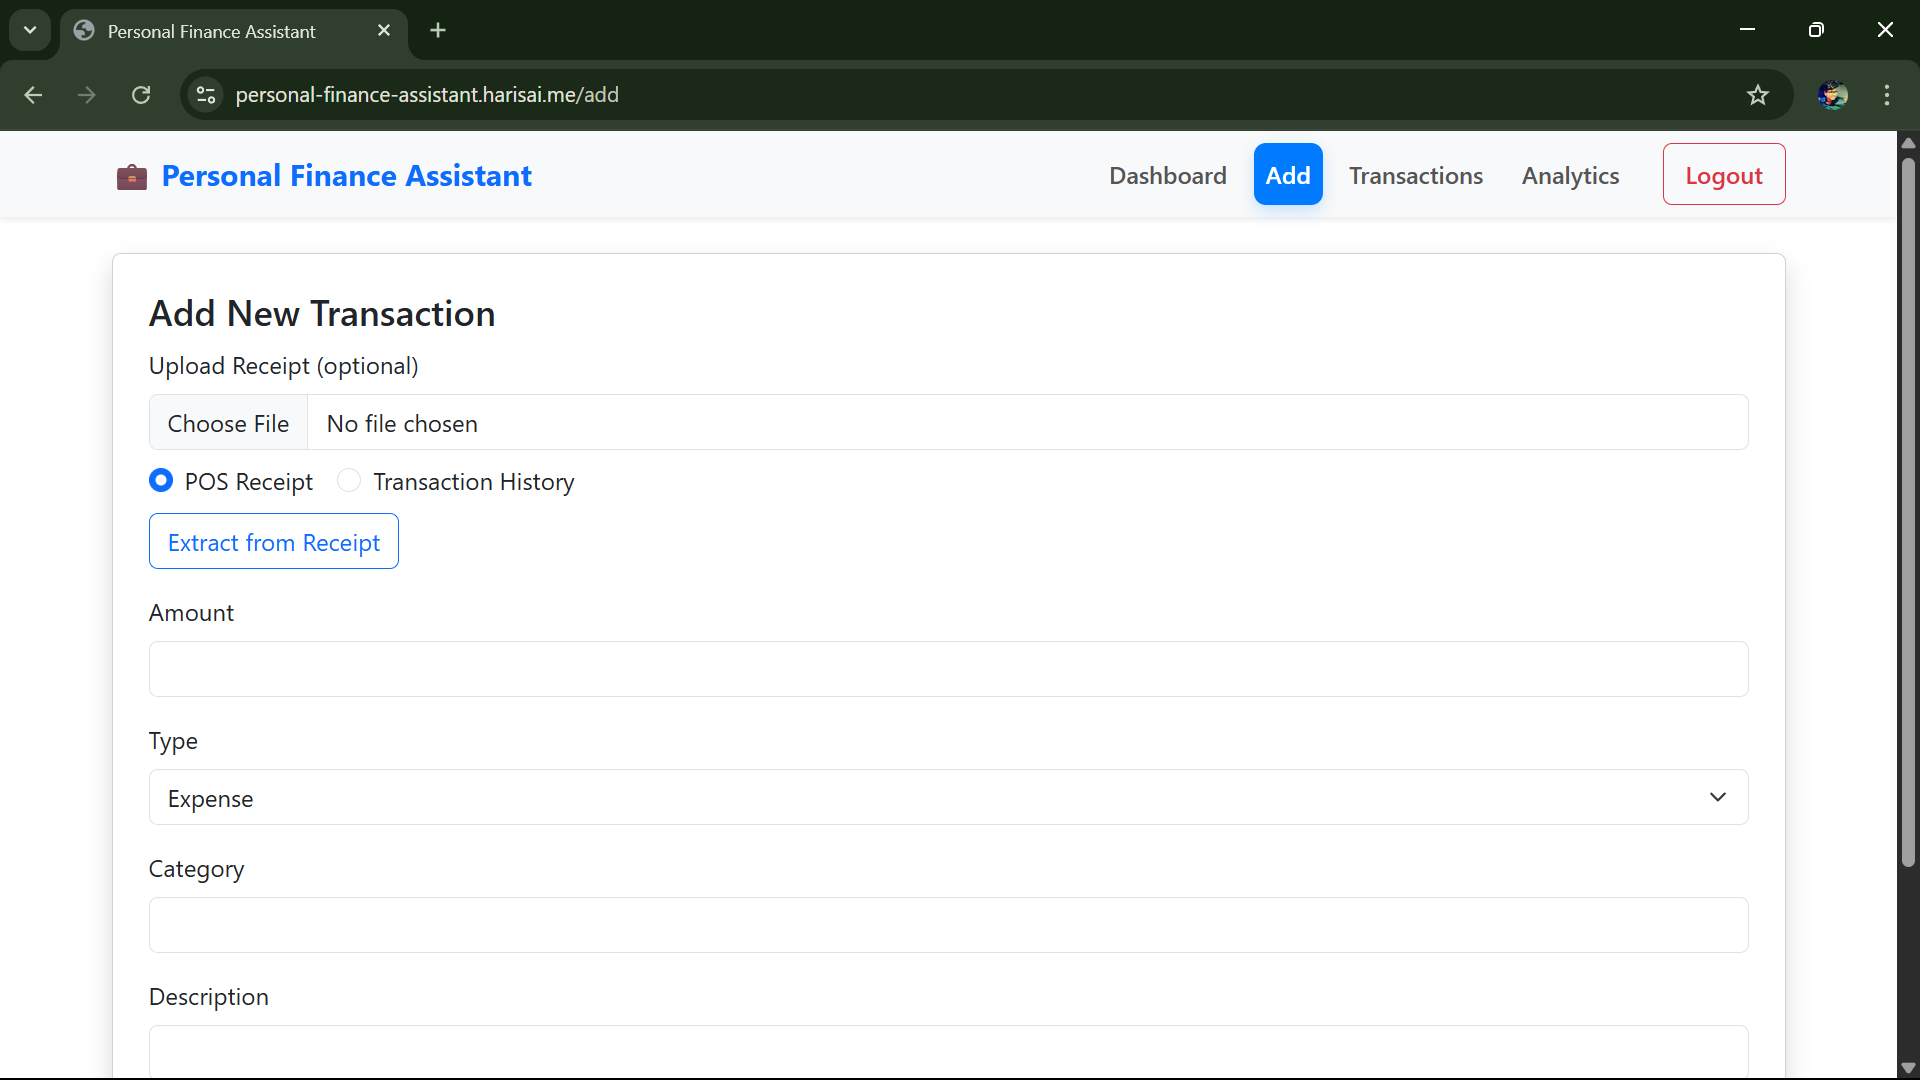 Personal Finance Assistant
personal-finance-assistant.harisai.me/add
Personal Finance Assistant
Dashboard
Add
Transactions
Analytics
Logout
Add New Transaction
Upload Receipt (optional)
Choose File No file chosen
POS Receipt Transaction History
Extract from Receipt
Amount
Type
Expense
Category
Description